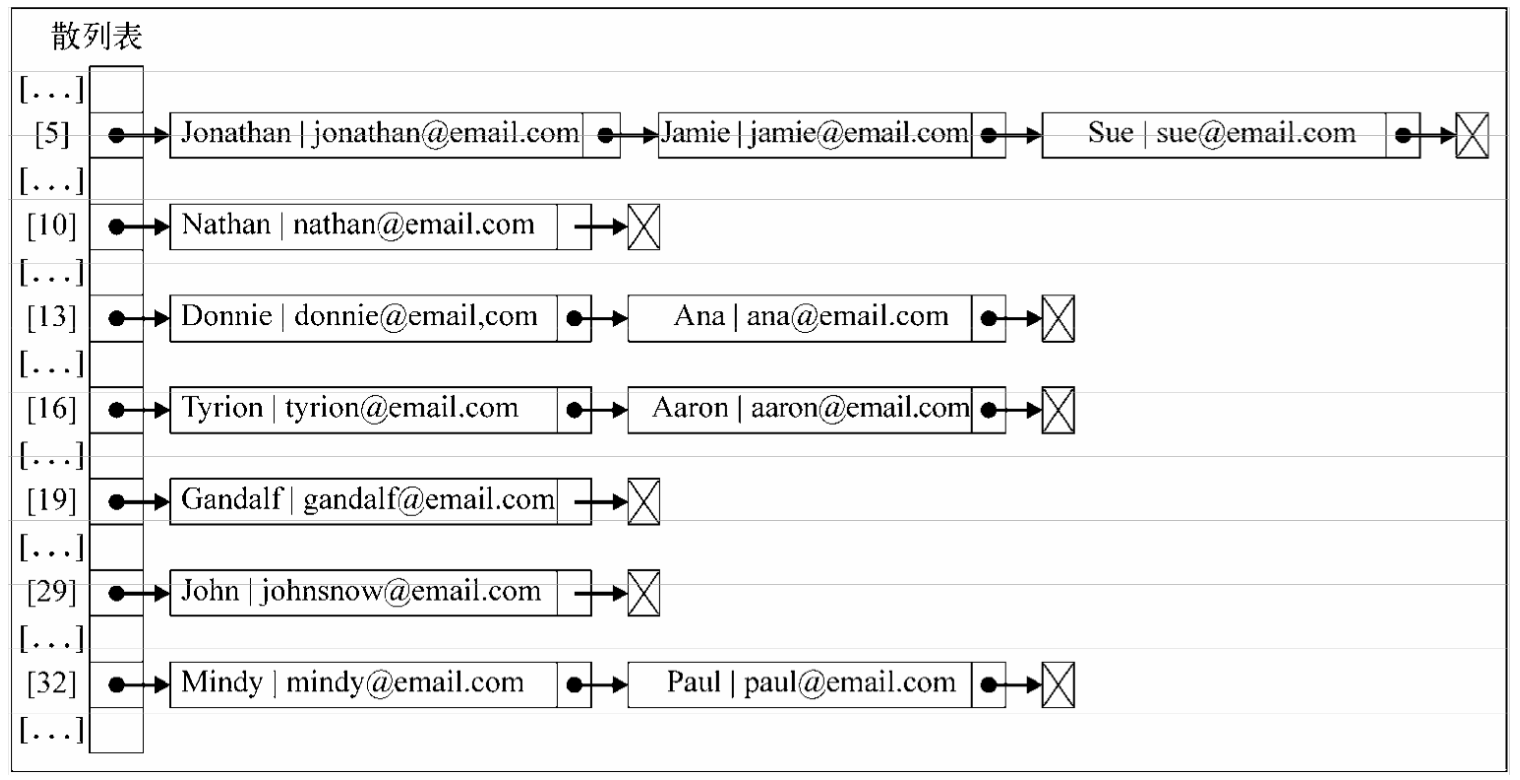 散列表
[...]
[5] Jonathan | jonathan@email.com Jamie | jamie@email.com Sue | sue@email.com
[...]
[10] Nathan | nathan@email.com
[...]
[13] Donnie | donnie@email,com Ana | ana@email.com
[...]
[16] Tyrion | tyrion@email.com Aaron | aaron@email.com
[...]
[19] Gandalf | gandalf@email.com
[...]
[29] John | johnsnow@email.com
[...]
[32] Mindy | mindy@email.com Paul | paul@email.com
[...]